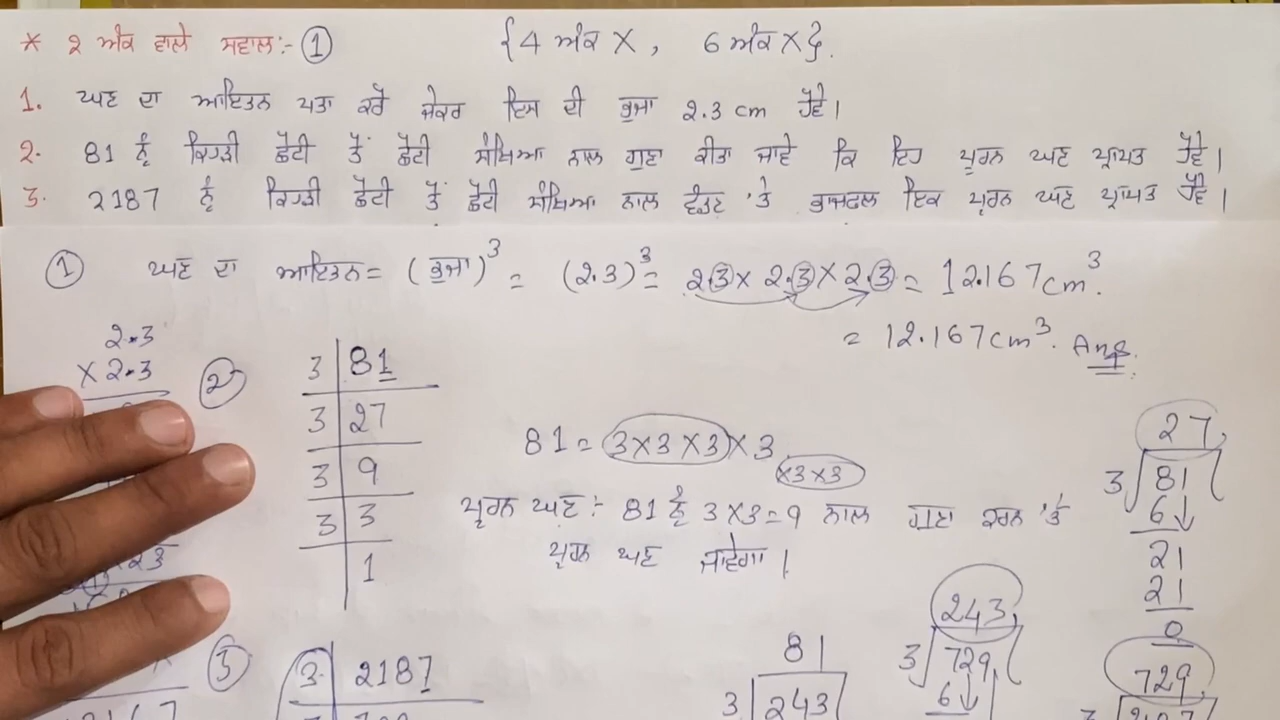 * 2 ਅੰਕ ਵਾਲੇ ਸਵਾਲ:- ① {4 ਅੰਕ X, 6 ਅੰਕ X}.
1. ਘਣ ਦਾ ਆਇਤਨ ਪਤਾ ਕਰੋ ਜੇਕਰ ਇਸ ਦੀ ਭੁਜਾ 2.3 cm ਹੋਵੇ।
2. 81 ਨੂੰ ਕਿਹੜੀ ਛੋਟੀ ਤੋਂ ਛੋਟੀ ਸੰਖਿਆ ਨਾਲ ਗੁਣਾ ਕੀਤਾ ਜਾਵੇ ਕਿ ਇਹ ਪੂਰਨ ਘਣ ਪ੍ਰਾਪਤ ਹੋਵੇ।
3. 2187 ਨੂੰ ਕਿਹੜੀ ਛੋਟੀ ਤੋਂ ਛੋਟੀ ਸੰਖਿਆ ਨਾਲ ਵੰਡਣ 'ਤੇ ਭਾਜਫਲ ਇਕ ਪੂਰਨ ਘਣ ਪ੍ਰਾਪਤ ਹੋਵੇ।
① ਘਣ ਦਾ ਆਇਤਨ = (ਭੁਜਾ)³ = (2.3)³ = 2.3 × 2.3 × 2.3 = 12.167 cm³.
= 12.167 cm³. Ans.
2.3
× 2.3
②
3 | 81
3 | 27
3 | 9
3 | 3
1
81 = 3×3×3×3
×3×3
ਪੂਰਨ ਘਣ :- 81 ਨੂੰ 3×3=9 ਨਾਲ ਗੁਣਾ ਕਰਨ 'ਤੇ
ਪੂਰਨ ਘਣ ਜਾਵੇਗਾ।
27
3 81
6
21
21
0
③
3 | 2187
81
3 243
243
3 729
6
729